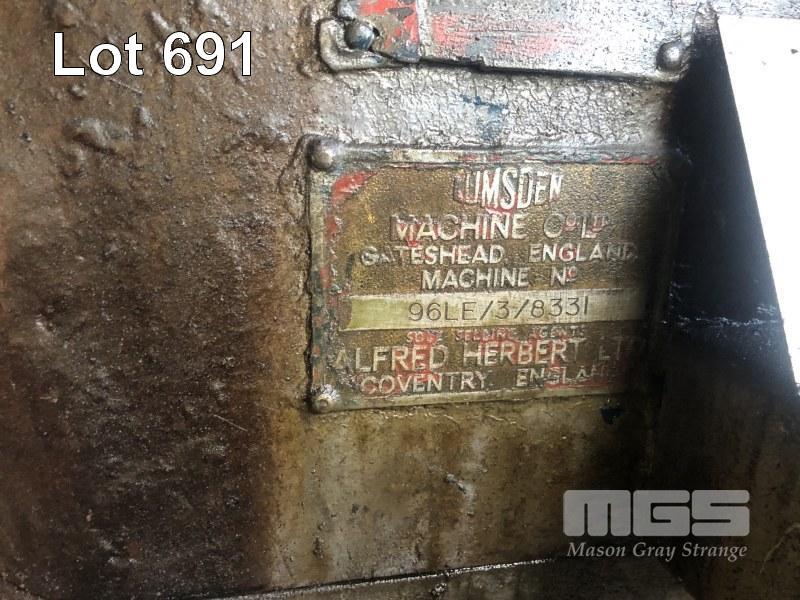 Lot 691
LUMSDEN
MACHINE Co LTD
GATESHEAD ENGLAND
MACHINE No
96LE/3/8331
SOLE SELLING AGENTS
ALFRED HERBERT LTD
COVENTRY. ENGLAND
MGS
Mason Gray Strange